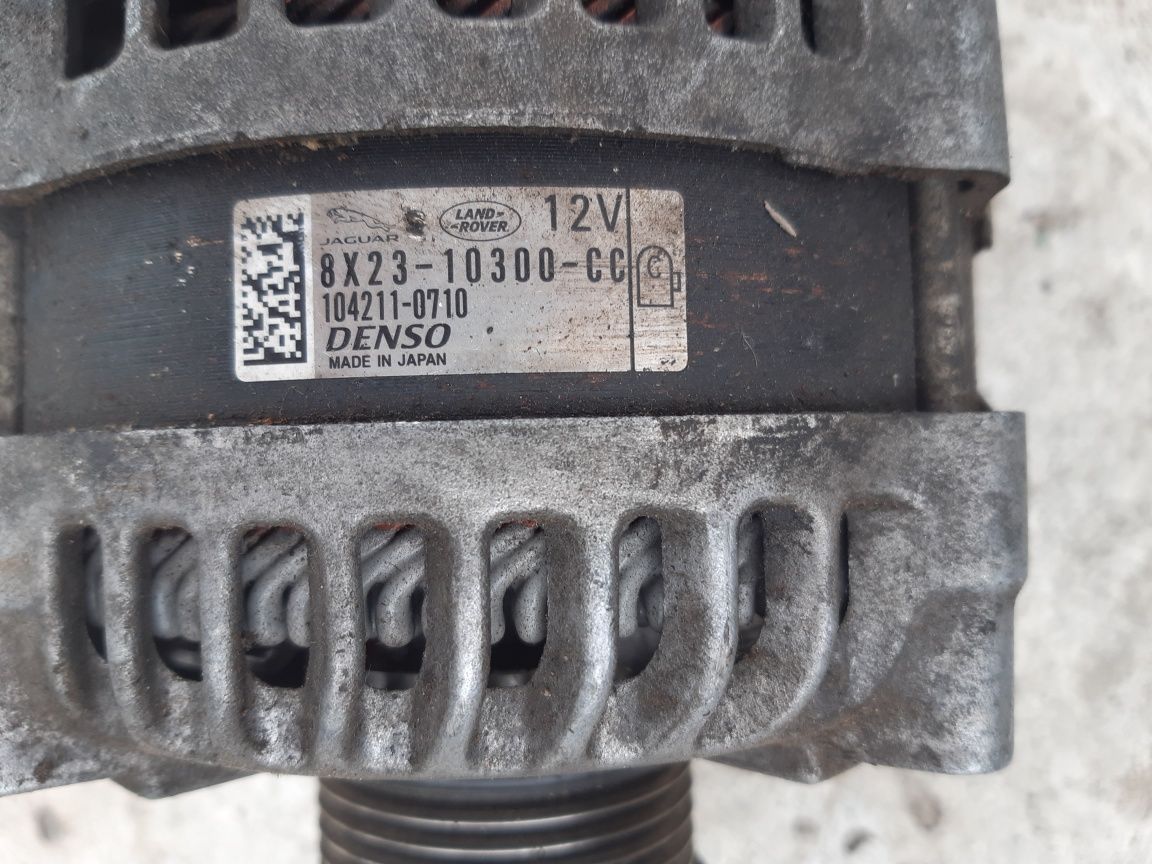 JAGUAR LAND-ROVER 12V
8X23-10300-CC G
104211-0710
DENSO
MADE IN JAPAN